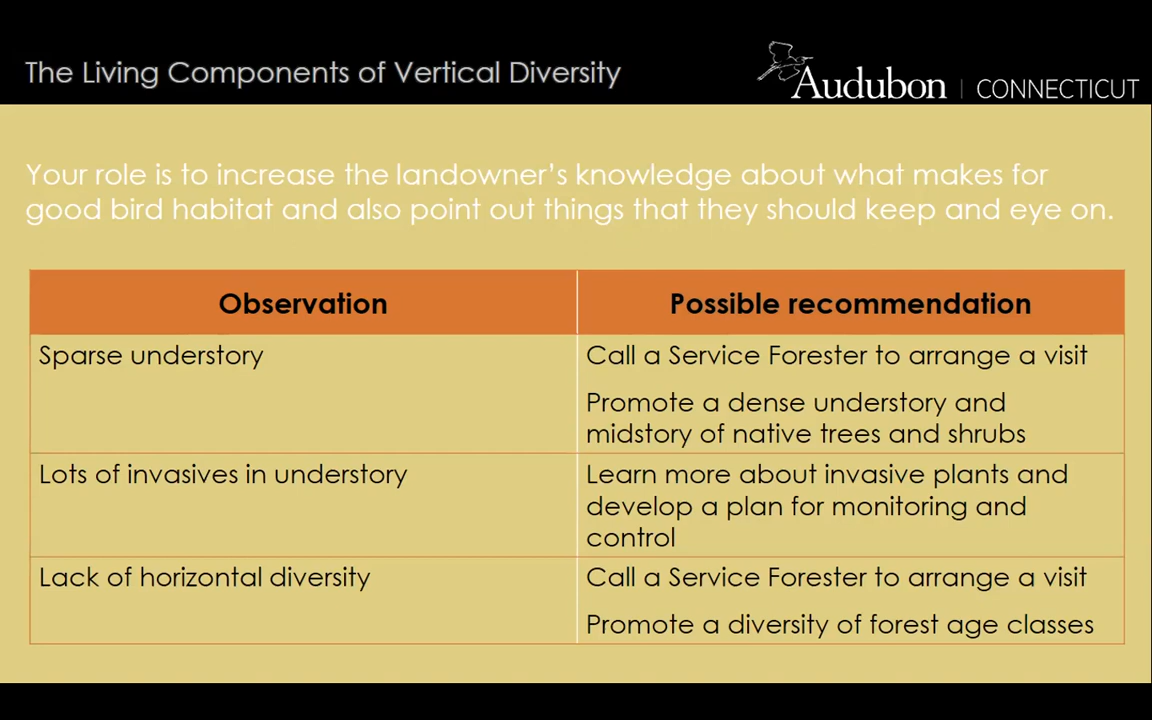 The Living Components of Vertical Diversity
Audubon | CONNECTICUT
Your role is to increase the landowner's knowledge about what makes for
good bird habitat and also point out things that they should keep and eye on.
Observation
Possible recommendation
Sparse understory
Call a Service Forester to arrange a visit
Promote a dense understory and
midstory of native trees and shrubs
Lots of invasives in understory
Learn more about invasive plants and
develop a plan for monitoring and
control
Lack of horizontal diversity
Call a Service Forester to arrange a visit
Promote a diversity of forest age classes